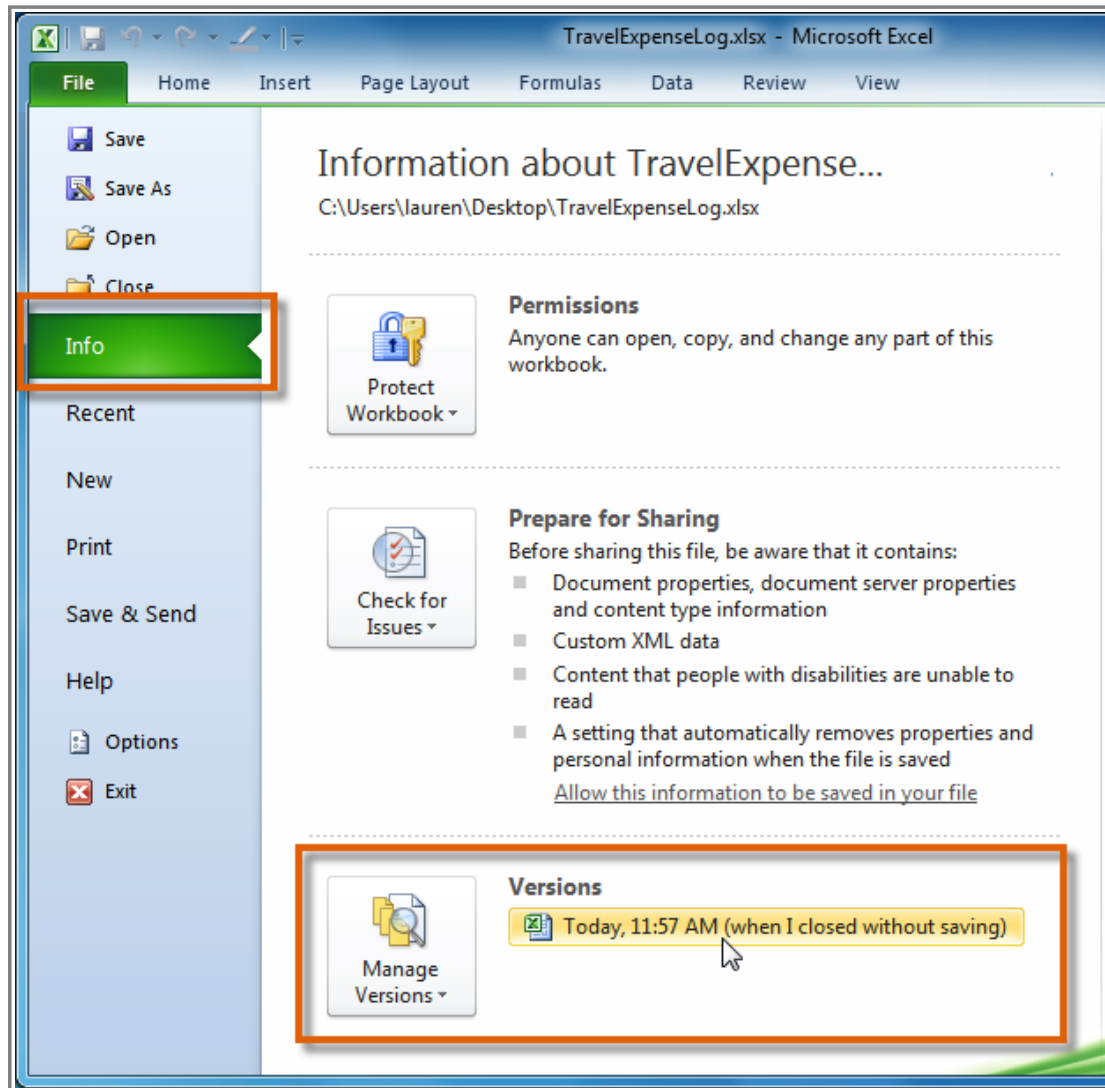 TravelExpenseLog.xlsx - Microsoft Excel
File Home Insert Page Layout Formulas Data Review View
Save
Save As
Open
Close
Info
Recent
New
Print
Save & Send
Help
Options
Exit
Information about TravelExpense...
C:\Users\lauren\Desktop\TravelExpenseLog.xlsx
Protect
Workbook
Permissions
Anyone can open, copy, and change any part of this
workbook.
Check for
Issues
Prepare for Sharing
Before sharing this file, be aware that it contains:
Document properties, document server properties
and content type information
Custom XML data
Content that people with disabilities are unable to
read
A setting that automatically removes properties and
personal information when the file is saved
Allow this information to be saved in your file
Manage
Versions
Versions
Today, 11:57 AM (when I closed without saving)